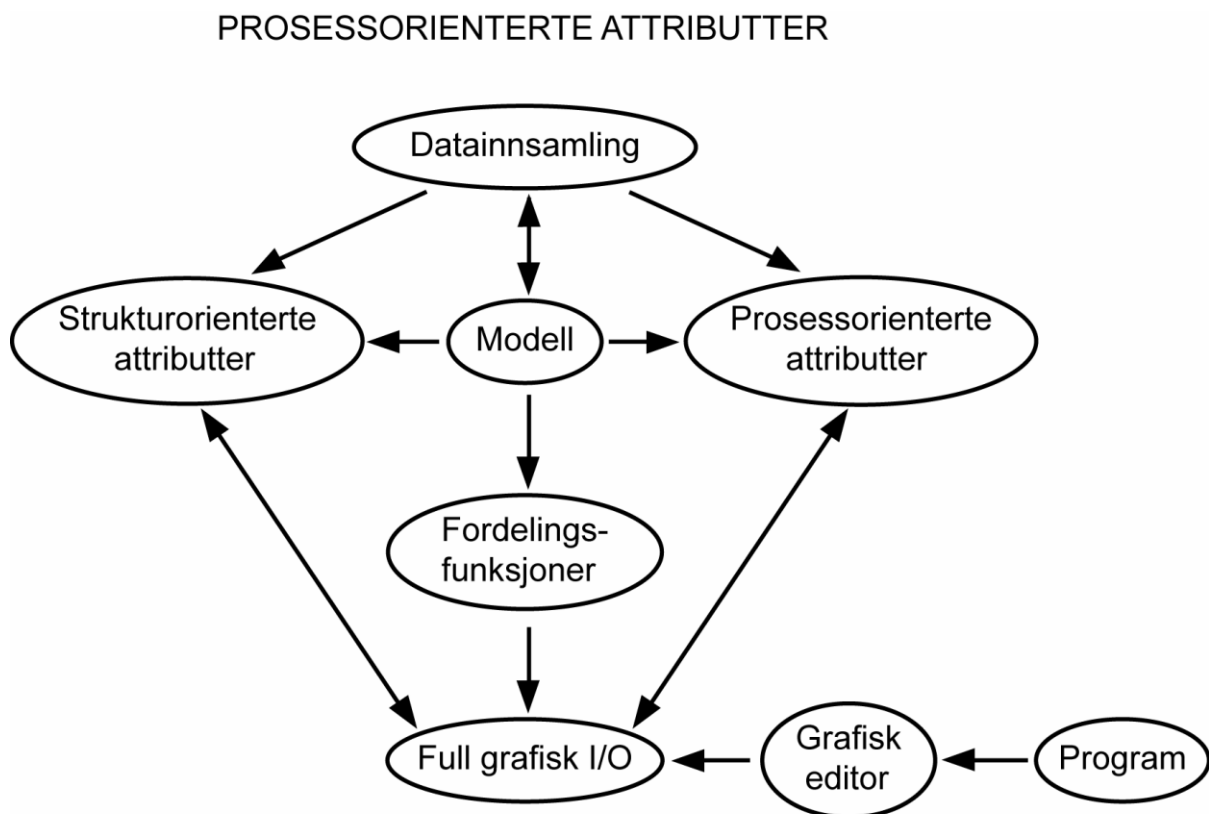 PROSESSORIENTERTE ATTRIBUTTER
Datainnsamling
Strukturorienterte
attributter
Modell
Prosessorienterte
attributter
Fordelings-
funksjoner
Full grafisk I/O
Grafisk
editor
Program